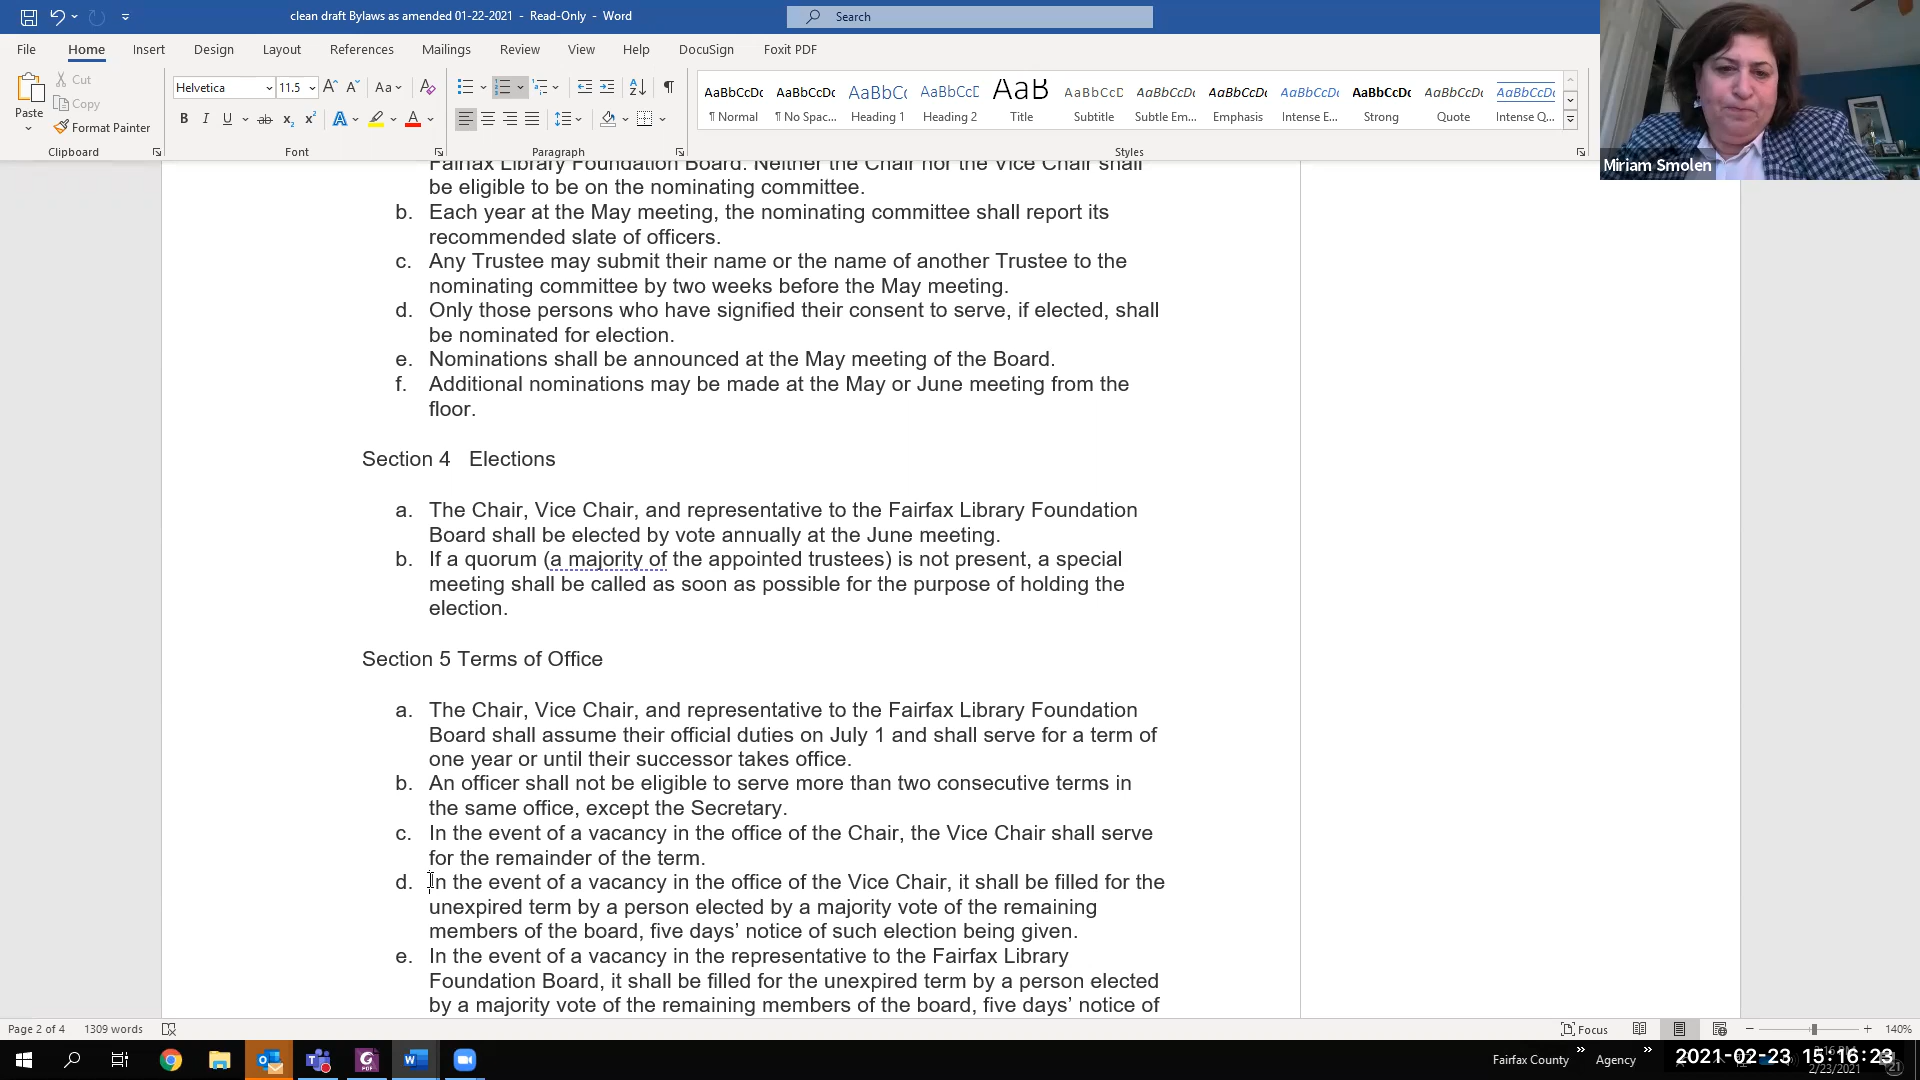 clean draft Bylaws as amended 01-22-2021 - Read-Only - Word
Search
File Home Insert Design Layout References Mailings Review View Help DocuSign Foxit PDF
Cut
Copy
Paste
Format Painter
Helvetica 11.5
AaBbCcDc AaBbCcDc AaBbC AaBbCcD AaB AaBbCcD AaBbCcDc AaBbCcDc AaBbCcDc AaBbCcDc AaBbCcDc AaBbCcDc
¶ Normal ¶ No Spac... Heading 1 Heading 2 Title Subtitle Subtle Em... Emphasis Intense E... Strong Quote Intense Q...
Clipboard Font Paragraph Styles
Miriam Smolen
Fairfax Library Foundation Board. Neither the Chair nor the Vice Chair shall
be eligible to be on the nominating committee.
b. Each year at the May meeting, the nominating committee shall report its
recommended slate of officers.
c. Any Trustee may submit their name or the name of another Trustee to the
nominating committee by two weeks before the May meeting.
d. Only those persons who have signified their consent to serve, if elected, shall
be nominated for election.
e. Nominations shall be announced at the May meeting of the Board.
f. Additional nominations may be made at the May or June meeting from the
floor.
Section 4 Elections
a. The Chair, Vice Chair, and representative to the Fairfax Library Foundation
Board shall be elected by vote annually at the June meeting.
b. If a quorum (a majority of the appointed trustees) is not present, a special
meeting shall be called as soon as possible for the purpose of holding the
election.
Section 5 Terms of Office
a. The Chair, Vice Chair, and representative to the Fairfax Library Foundation
Board shall assume their official duties on July 1 and shall serve for a term of
one year or until their successor takes office.
b. An officer shall not be eligible to serve more than two consecutive terms in
the same office, except the Secretary.
c. In the event of a vacancy in the office of the Chair, the Vice Chair shall serve
for the remainder of the term.
d. In the event of a vacancy in the office of the Vice Chair, it shall be filled for the
unexpired term by a person elected by a majority vote of the remaining
members of the board, five days’ notice of such election being given.
e. In the event of a vacancy in the representative to the Fairfax Library
Foundation Board, it shall be filled for the unexpired term by a person elected
by a majority vote of the remaining members of the board, five days’ notice of
Page 2 of 4 1309 words Focus 140%
Fairfax County Agency 2021-02-23 15:16:23
2/23/2021